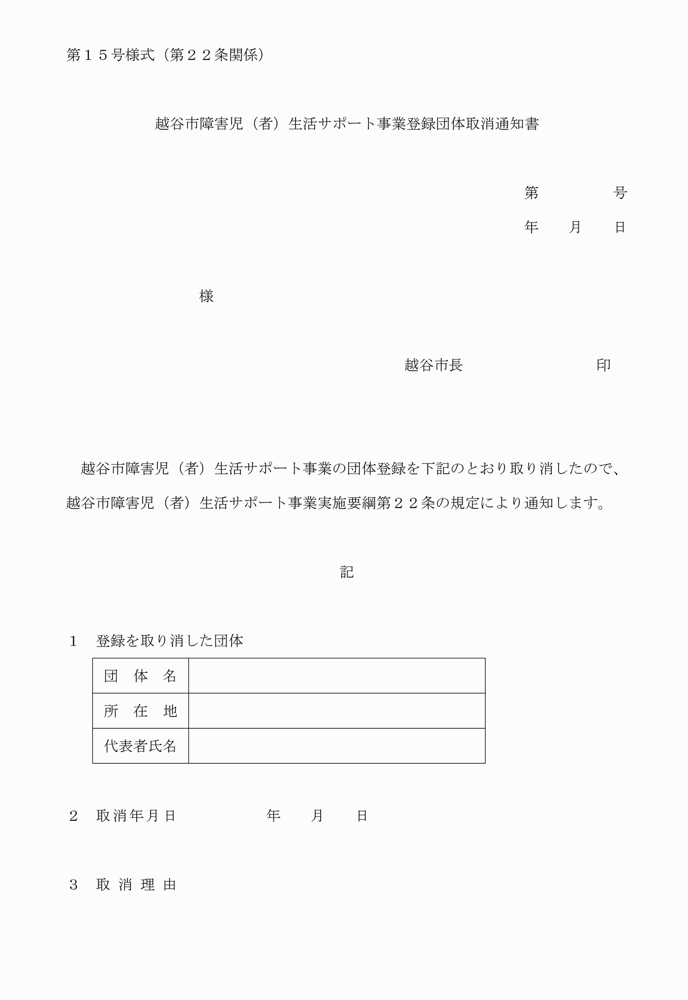 第１５号様式（第２２条関係）
越谷市障害児（者）生活サポート事業登録団体取消通知書
第　　　　　号
年　　月　　日
様
越谷市長　　　　　　　　　印
　越谷市障害児（者）生活サポート事業の団体登録を下記のとおり取り消したので、
越谷市障害児（者）生活サポート事業実施要綱第２２条の規定により通知します。
記
１　登録を取り消した団体
団　体　名
所　在　地
代表者氏名
２　取消年月日　　　　　　年　　月　　日
３　取 消 理 由